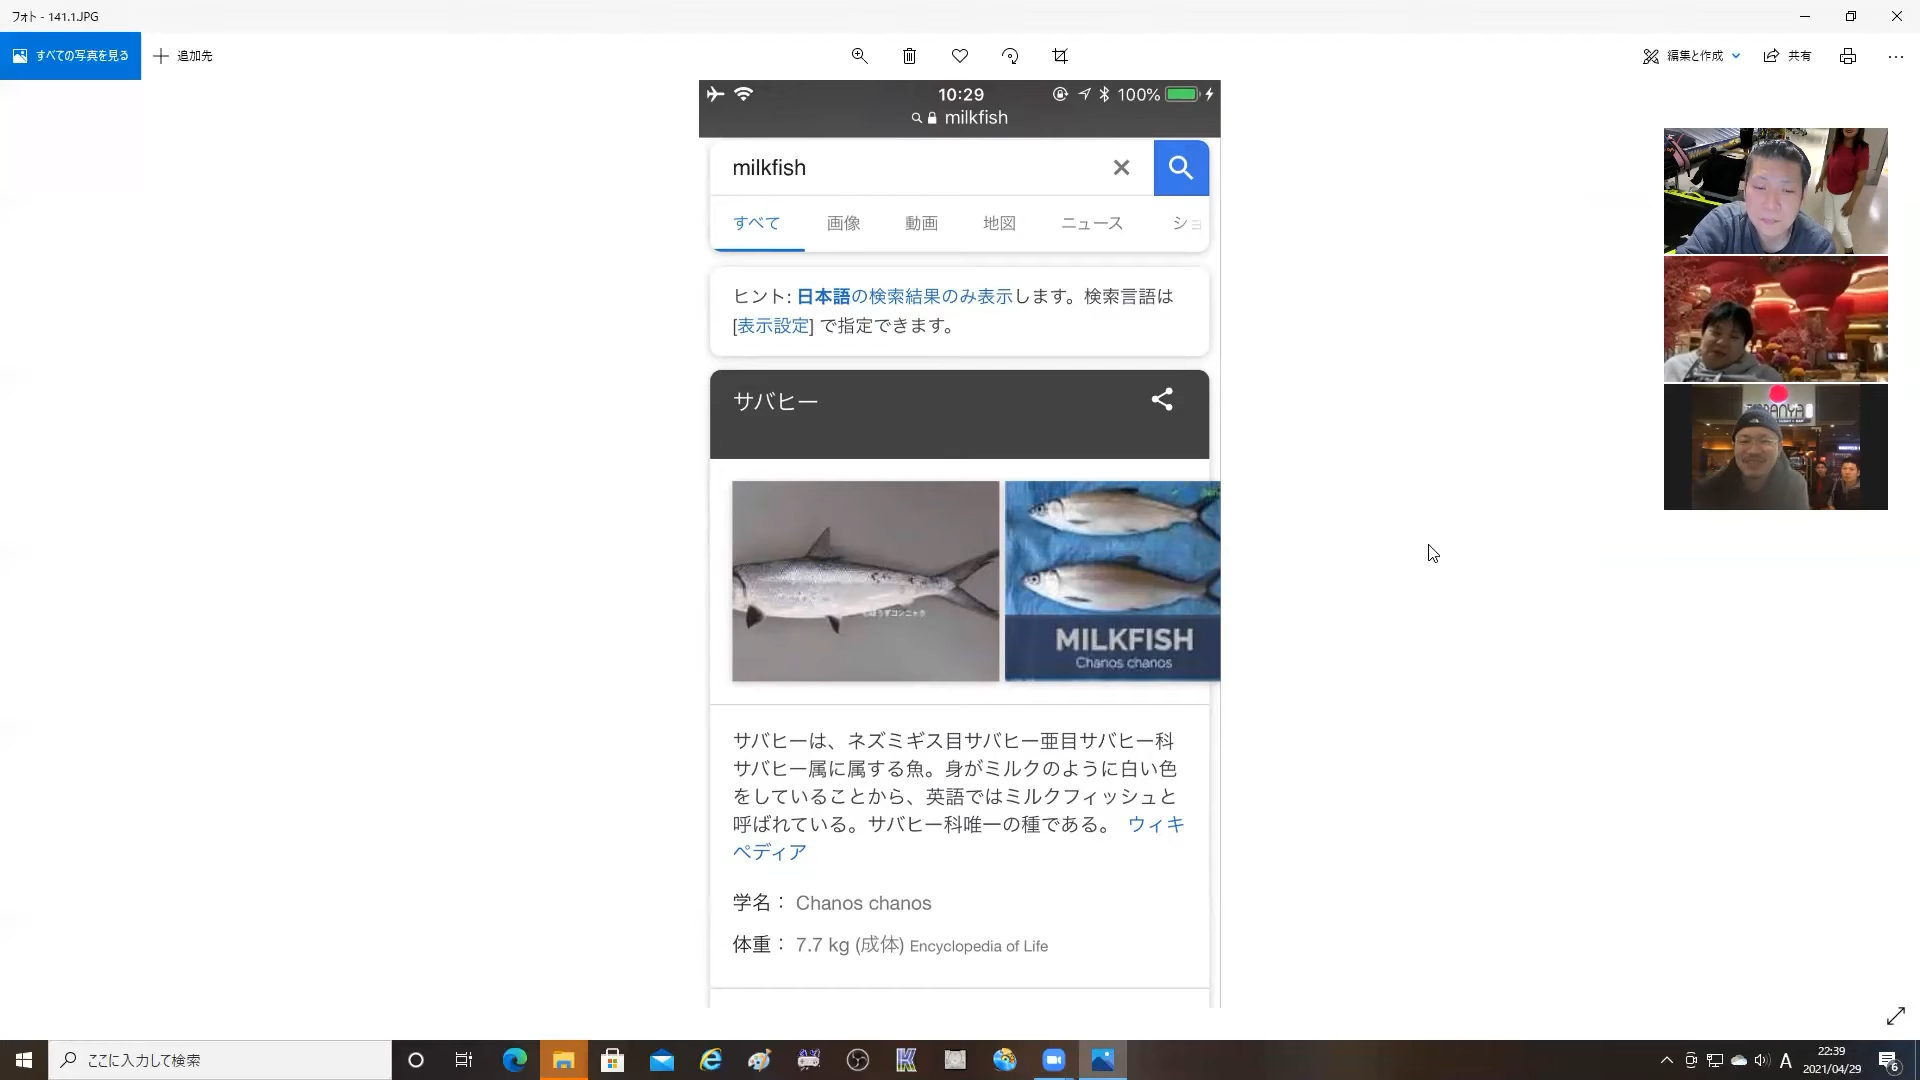 フォト - 141.1.JPG
すべての写真を見る
追加先
編集と作成
共有
10:29
100%
milkfish
milkfish
すべて
画像
動画
地図
ニュース
ヒント: 日本語の検索結果のみ表示します。検索言語は
[表示設定] で指定できます。
サバヒー
MILKFISH
Chanos chanos
サバヒーは、ネズミギス目サバヒー亜目サバヒー科
サバヒー属に属する魚。身がミルクのように白い色
をしていることから、英語ではミルクフィッシュと
呼ばれている。サバヒー科唯一の種である。 ウィキ
ペディア
学名： Chanos chanos
体重： 7.7 kg (成体) Encyclopedia of Life
ここに入力して検索
A
22:39
2021/04/29
6